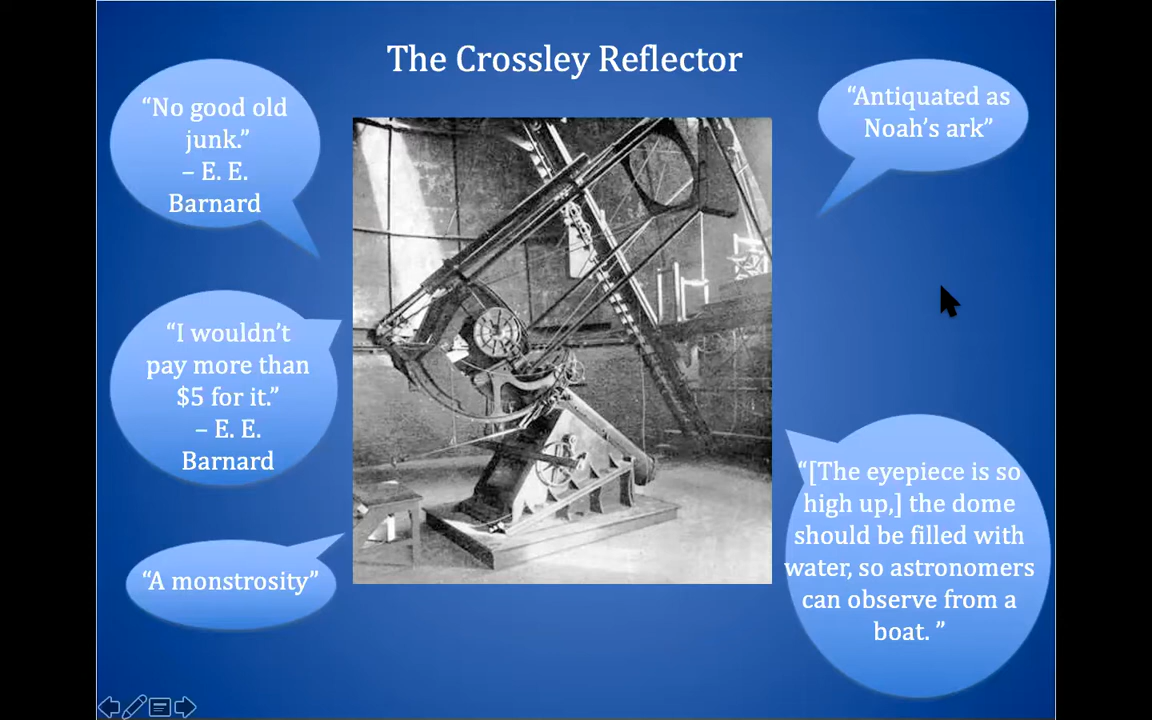 The Crossley Reflector
“No good old
junk.”
– E. E.
Barnard
“I wouldn’t
pay more than
$5 for it.”
– E. E.
Barnard
“A monstrosity”
“Antiquated as
Noah’s ark”
“[The eyepiece is so
high up,] the dome
should be filled with
water, so astronomers
can observe from a
boat. ”